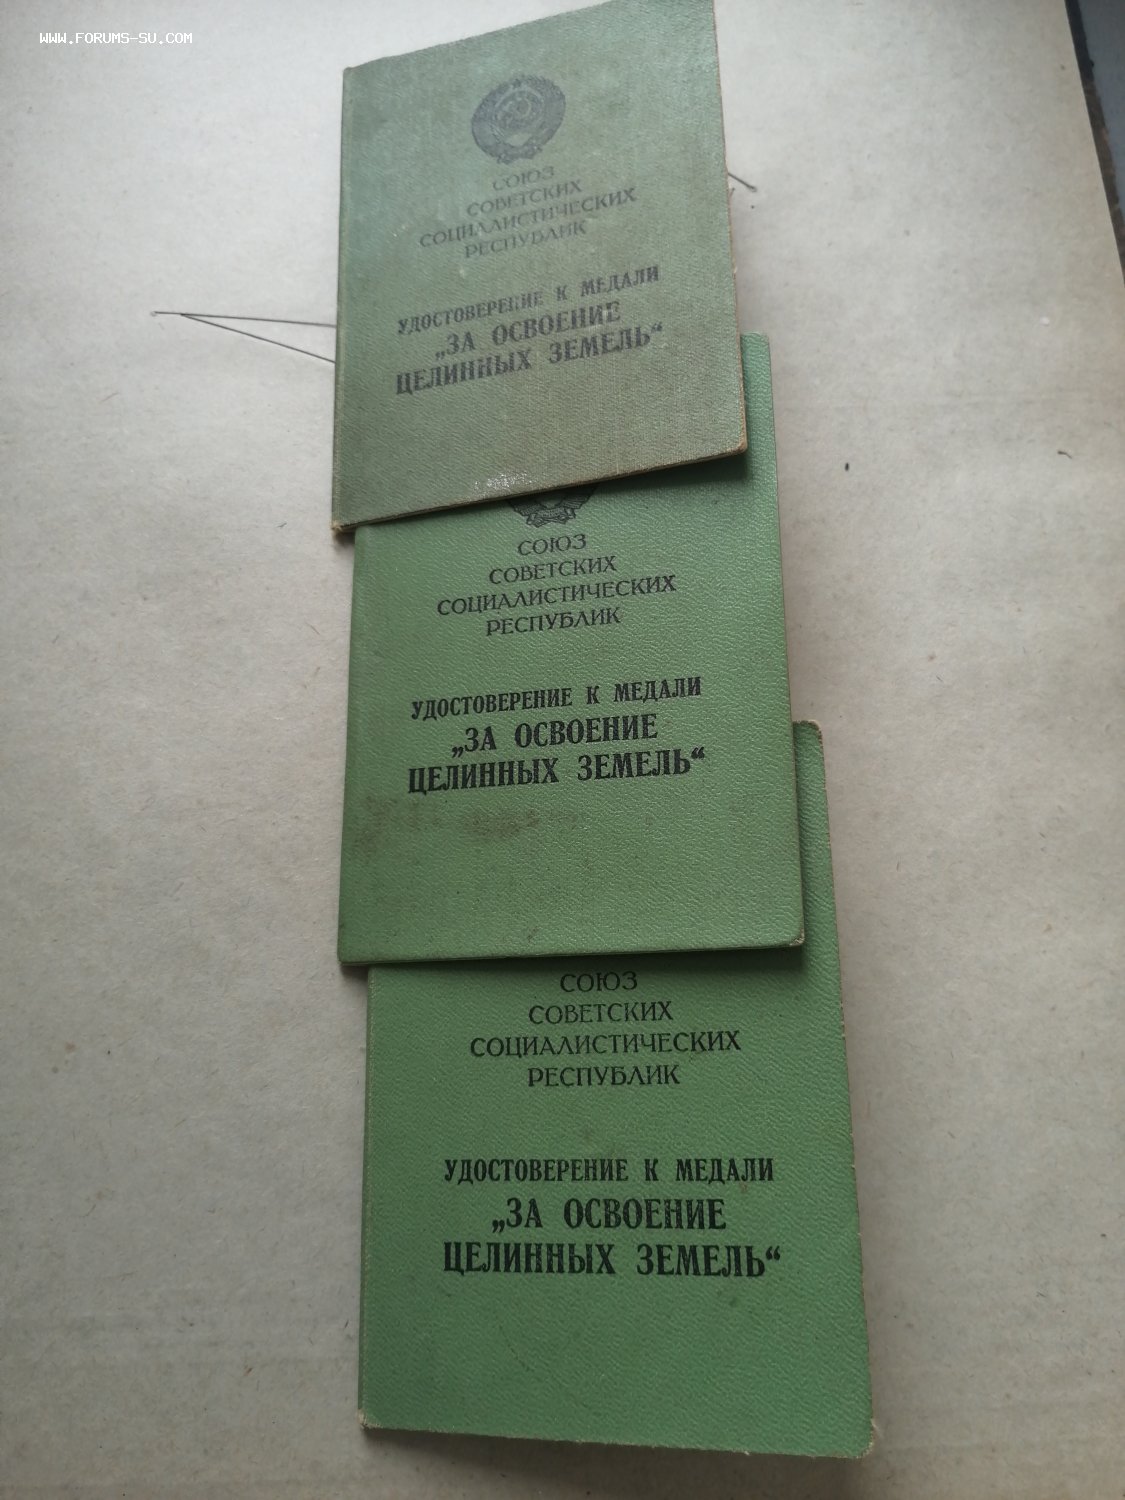 WWW.FORUMS-SU.COM
СОЮЗ
СОВЕТСКИХ
СОЦИАЛИСТИЧЕСКИХ
РЕСПУБЛИК
УДОСТОВЕРЕНИЕ К МЕДАЛИ
„ЗА ОСВОЕНИЕ
ЦЕЛИННЫХ ЗЕМЕЛЬ“
СОЮЗ
СОВЕТСКИХ
СОЦИАЛИСТИЧЕСКИХ
РЕСПУБЛИК
УДОСТОВЕРЕНИЕ К МЕДАЛИ
„ЗА ОСВОЕНИЕ
ЦЕЛИННЫХ ЗЕМЕЛЬ“
СОЮЗ
СОВЕТСКИХ
СОЦИАЛИСТИЧЕСКИХ
РЕСПУБЛИК
УДОСТОВЕРЕНИЕ К МЕДАЛИ
„ЗА ОСВОЕНИЕ
ЦЕЛИННЫХ ЗЕМЕЛЬ“